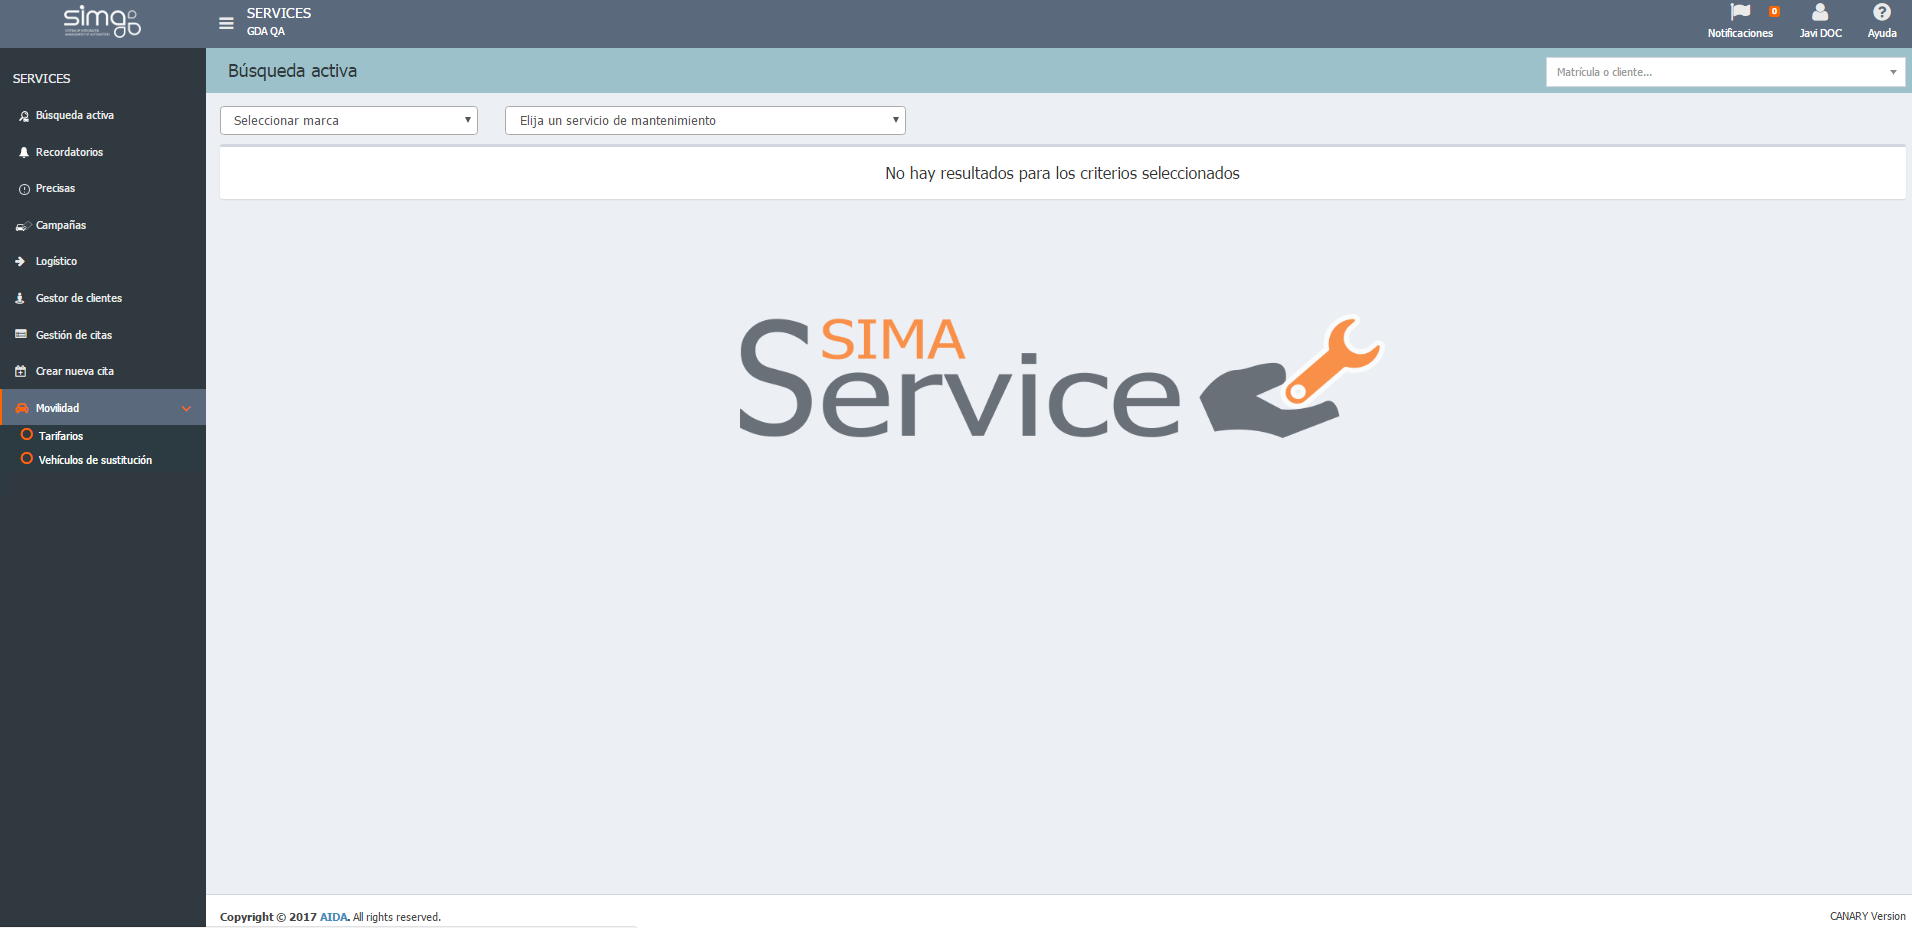 sima
SERVICES
GDA QA
0
Notificaciones
Javi DOC
?
Ayuda
SERVICES
Búsqueda activa
Recordatorios
Precisas
Campañas
Logístico
Gestor de clientes
Gestión de citas
Crear nueva cita
Movilidad
Tarifarios
Vehículos de sustitución
Búsqueda activa
Matrícula o cliente...
Seleccionar marca
Elija un servicio de mantenimiento
No hay resultados para los criterios seleccionados
SIMA
Service
Copyright © 2017 AIDA. All rights reserved.
CANARY Version